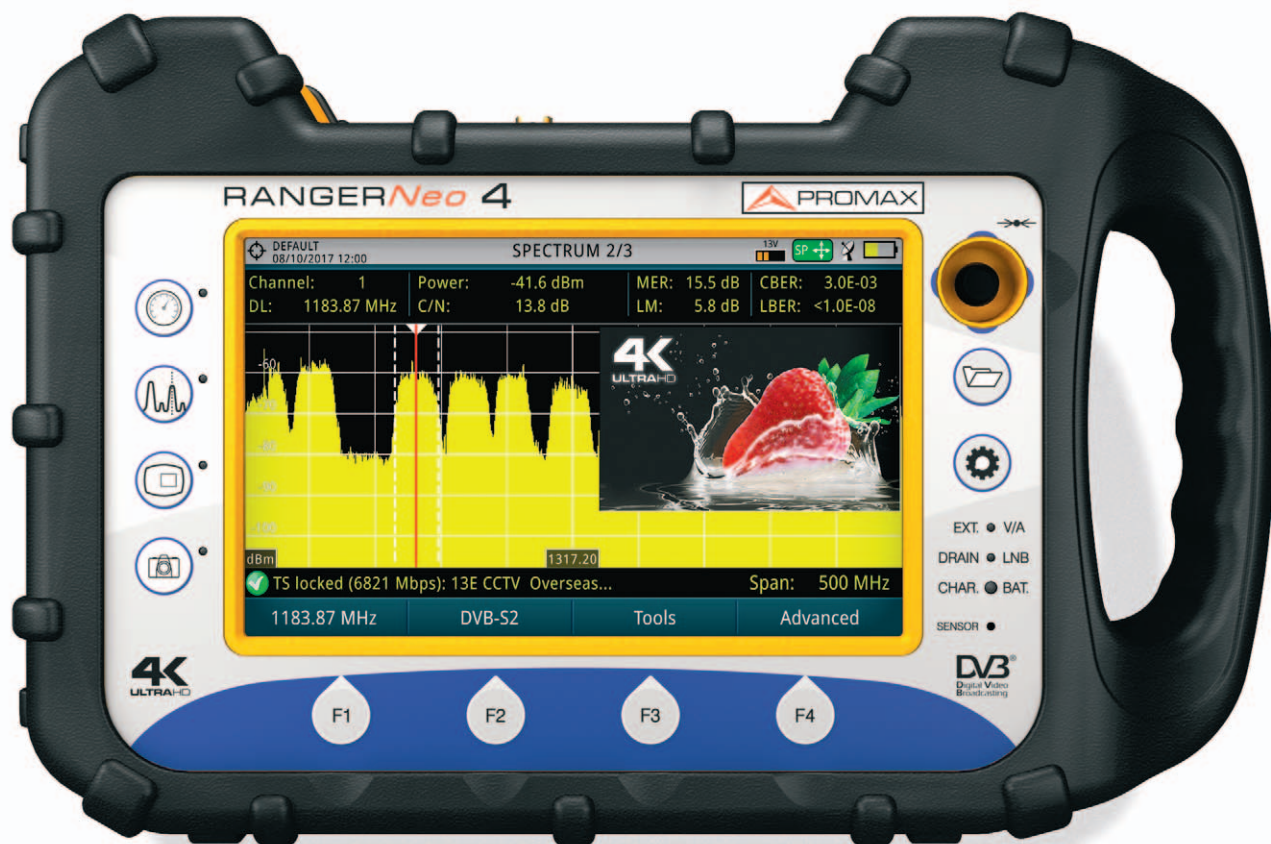 RANGERNeo 4
PROMAX
DEFAULT
08/10/2017 12:00
SPECTRUM 2/3
13V
SP
Channel: 1
Power: -41.6 dBm
MER: 15.5 dB
CBER: 3.0E-03
DL: 1183.87 MHz
C/N: 13.8 dB
LM: 5.8 dB
LBER: <1.0E-08
-60
4K
ULTRAHD
dBm
1317.20
TS locked (6821 Mbps): 13E CCTV Overseas...
Span: 500 MHz
1183.87 MHz
DVB-S2
Tools
Advanced
EXT. V/A
DRAIN LNB
CHAR. BAT.
SENSOR
4K
ULTRAHD
DVB®
Digital Video
Broadcasting
F1
F2
F3
F4